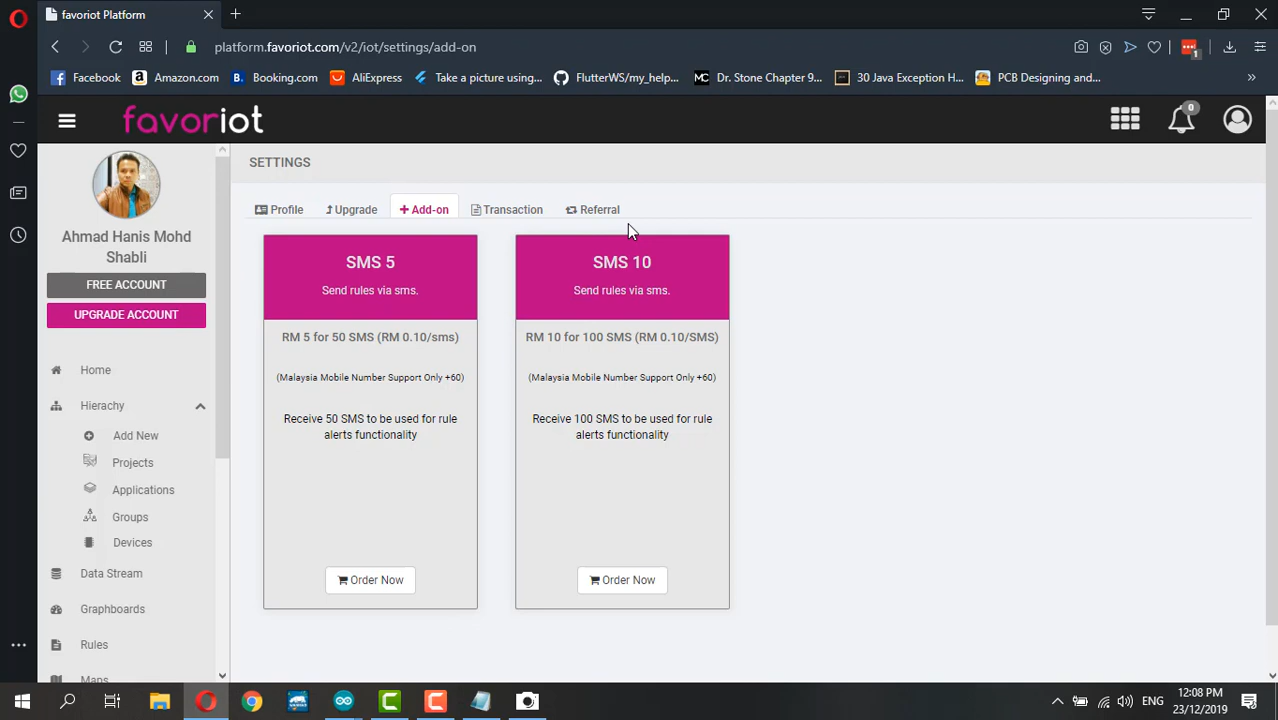 favoriot Platform
platform.favoriot.com/v2/iot/settings/add-on
1
Facebook
Amazon.com
Booking.com
AliExpress
Take a picture using...
FlutterWS/my_help...
Dr. Stone Chapter 9...
30 Java Exception H...
PCB Designing and...
favoriot
0
SETTINGS
Profile
Upgrade
Add-on
Transaction
Referral
Ahmad Hanis Mohd
Shabli
FREE ACCOUNT
UPGRADE ACCOUNT
Home
Hierachy
Add New
Projects
Applications
Groups
Devices
Data Stream
Graphboards
Rules
Maps
SMS 5
Send rules via sms.
RM 5 for 50 SMS (RM 0.10/sms)
(Malaysia Mobile Number Support Only +60)
Receive 50 SMS to be used for rule
alerts functionality
Order Now
SMS 10
Send rules via sms.
RM 10 for 100 SMS (RM 0.10/SMS)
(Malaysia Mobile Number Support Only +60)
Receive 100 SMS to be used for rule
alerts functionality
Order Now
ENG
12:08 PM
23/12/2019